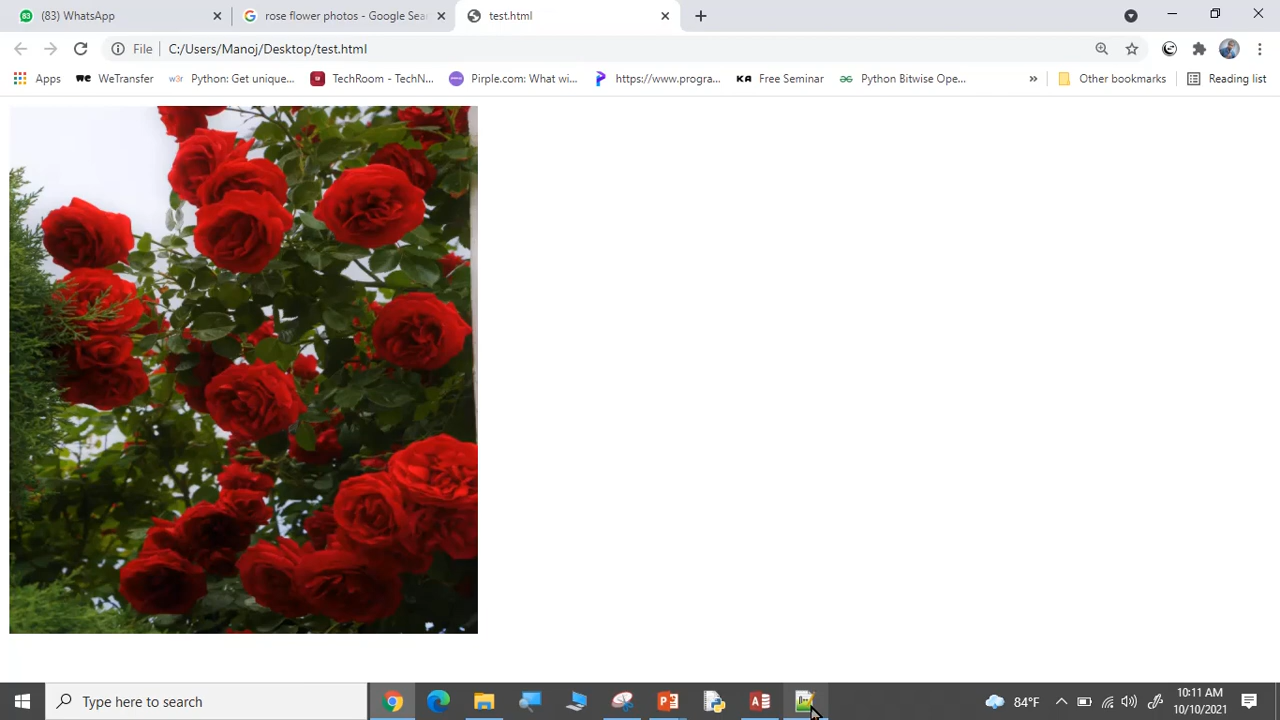 (83) WhatsApp
rose flower photos - Google Sea
test.html
File
C:/Users/Manoj/Desktop/test.html
Apps
WeTransfer
w3r
Python: Get unique...
TechRoom - TechN...
Pirple.com: What wi...
https://www.progra...
KA
Free Seminar
Python Bitwise Ope...
»
Other bookmarks
Reading list
Type here to search
84°F
10:11 AM
10/10/2021